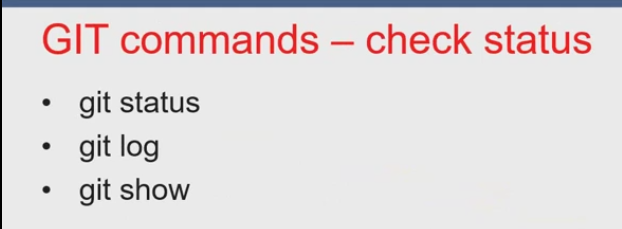 GIT commands – check status
• git status
• git log
• git show